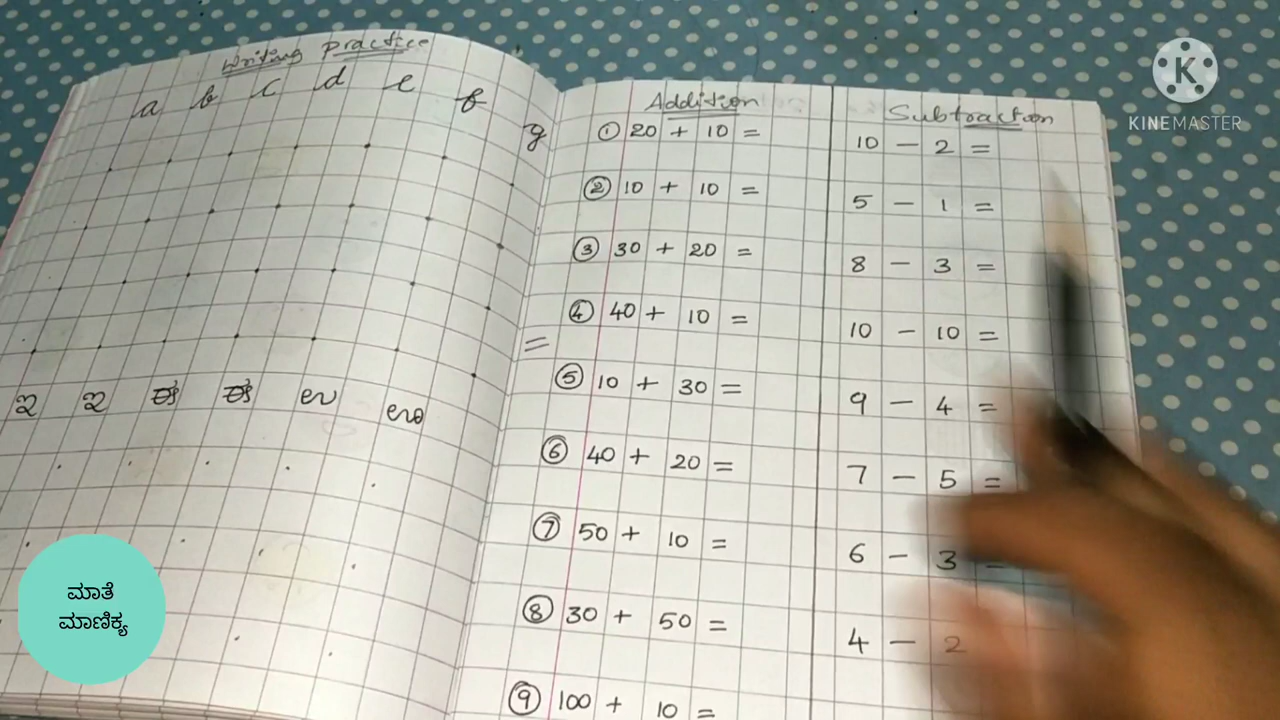 Writing Practice
a b c d e f g
ಇ ಇ ಈ ಈ ಉ ಊ
Addition
① 20 + 10 =
② 10 + 10 =
③ 30 + 20 =
④ 40 + 10 =
=
⑤ 10 + 30 =
⑥ 40 + 20 =
⑦ 50 + 10 =
⑧ 30 + 50 =
⑨ 100 + 10 =
Subtraction
10 - 2 =
5 - 1 =
8 - 3 =
10 - 10 =
9 - 4 =
7 - 5 =
6 - 3 =
4 - 2
K
KINEMASTER
ಮಾತೆ
ಮಾಣಿಕ್ಯ